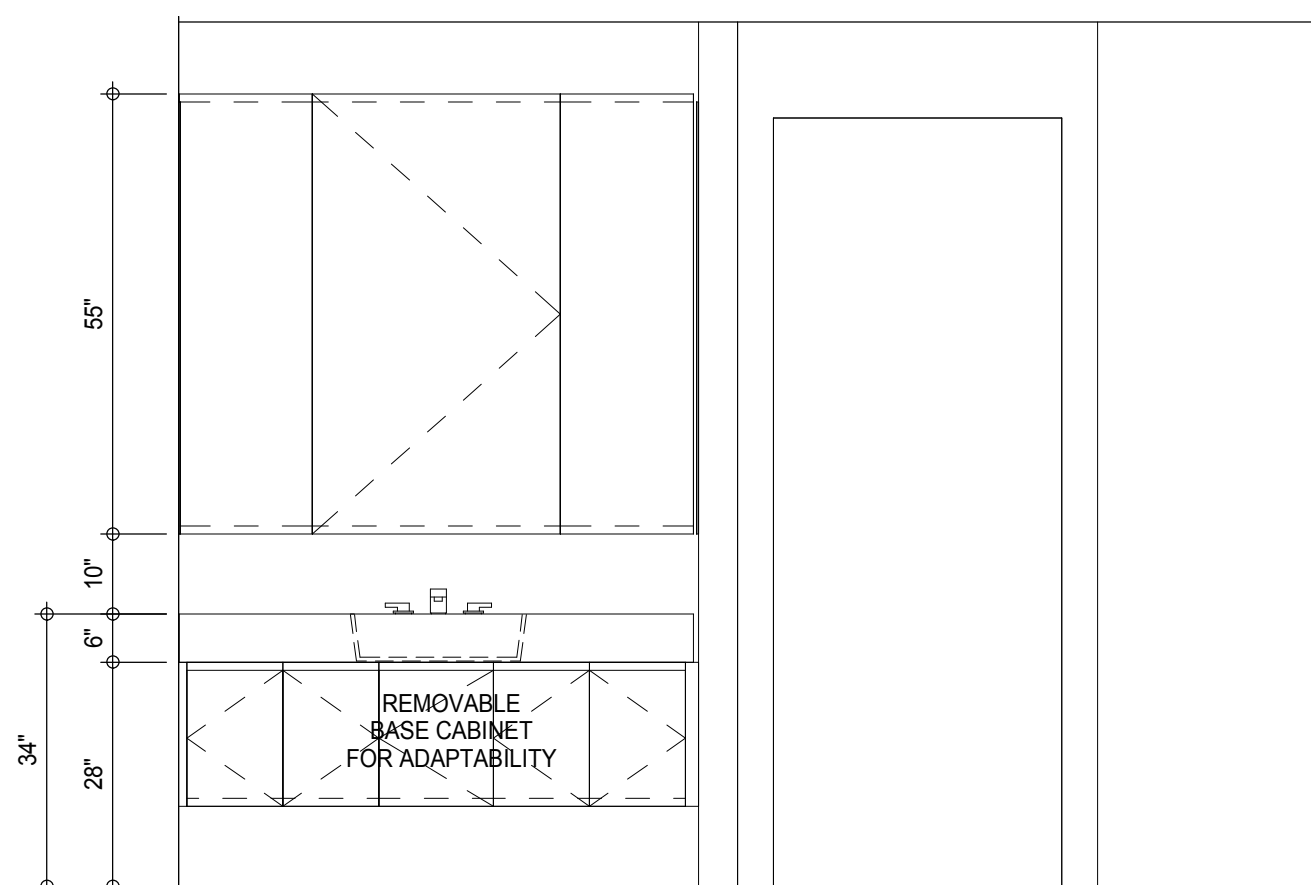 55"
10"
6"
34"
28"
REMOVABLE
BASE CABINET
FOR ADAPTABILITY